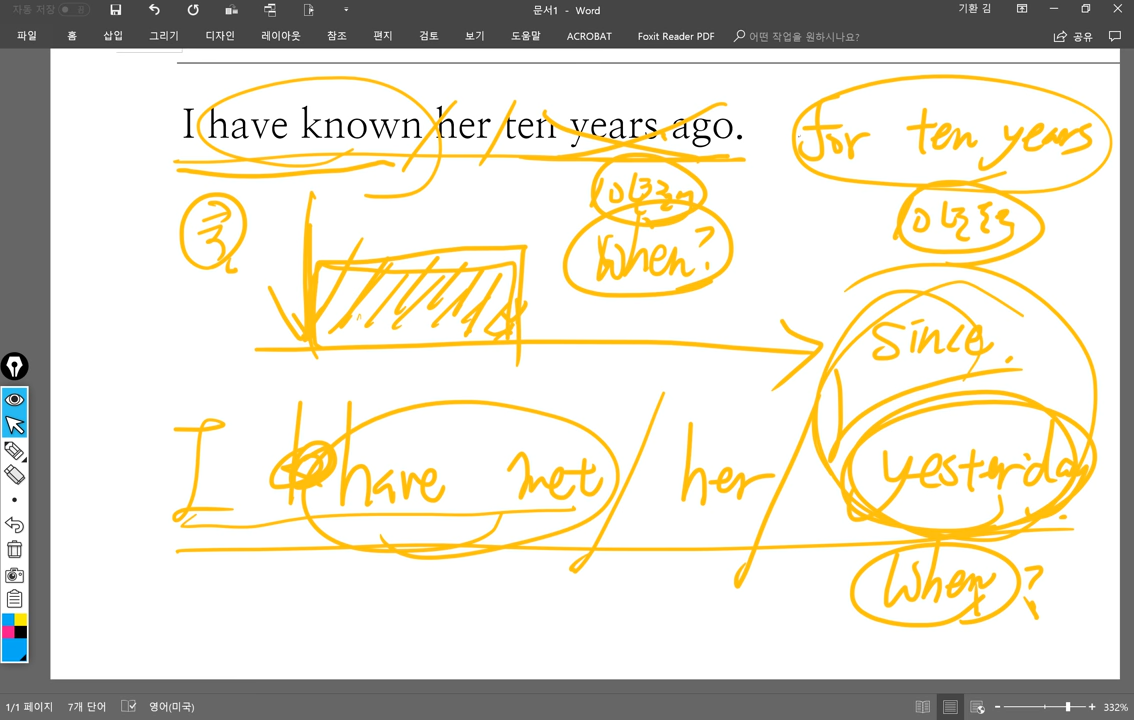 자동 저장
문서1 - Word
기환 김
파일 홈 삽입 그리기 디자인 레이아웃 참조 편지 검토 보기 도움말 ACROBAT Foxit Reader PDF 어떤 작업을 원하시나요? 공유
I have known her ten years ago.
for ten years
10년전에
When?
10년동안
since
I have met her
yesterday.
When?
1/1 페이지 7개 단어 영어(미국) 332%